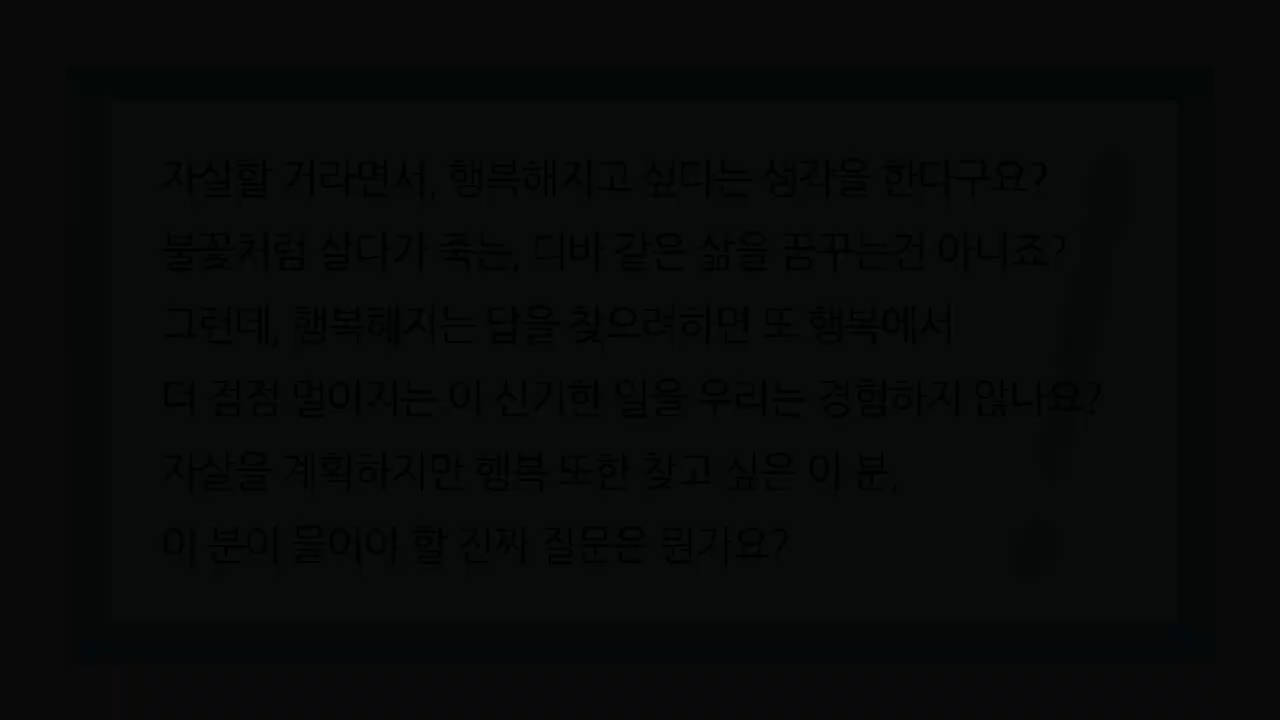 자살할 거라면서, 행복해지고 싶다는 생각을 한다구요?
불꽃처럼 살다가 죽는, 디바 같은 삶을 꿈꾸는건 아니죠?
그런데, 행복해지는 답을 찾으려하면 또 행복에서
더 점점 멀어지는 이 신기한 일을 우리는 경험하지 않나요?
자살을 계획하지만 행복 또한 찾고 싶은 이 분,
이 분이 물어야 할 진짜 질문은 뭔가요?